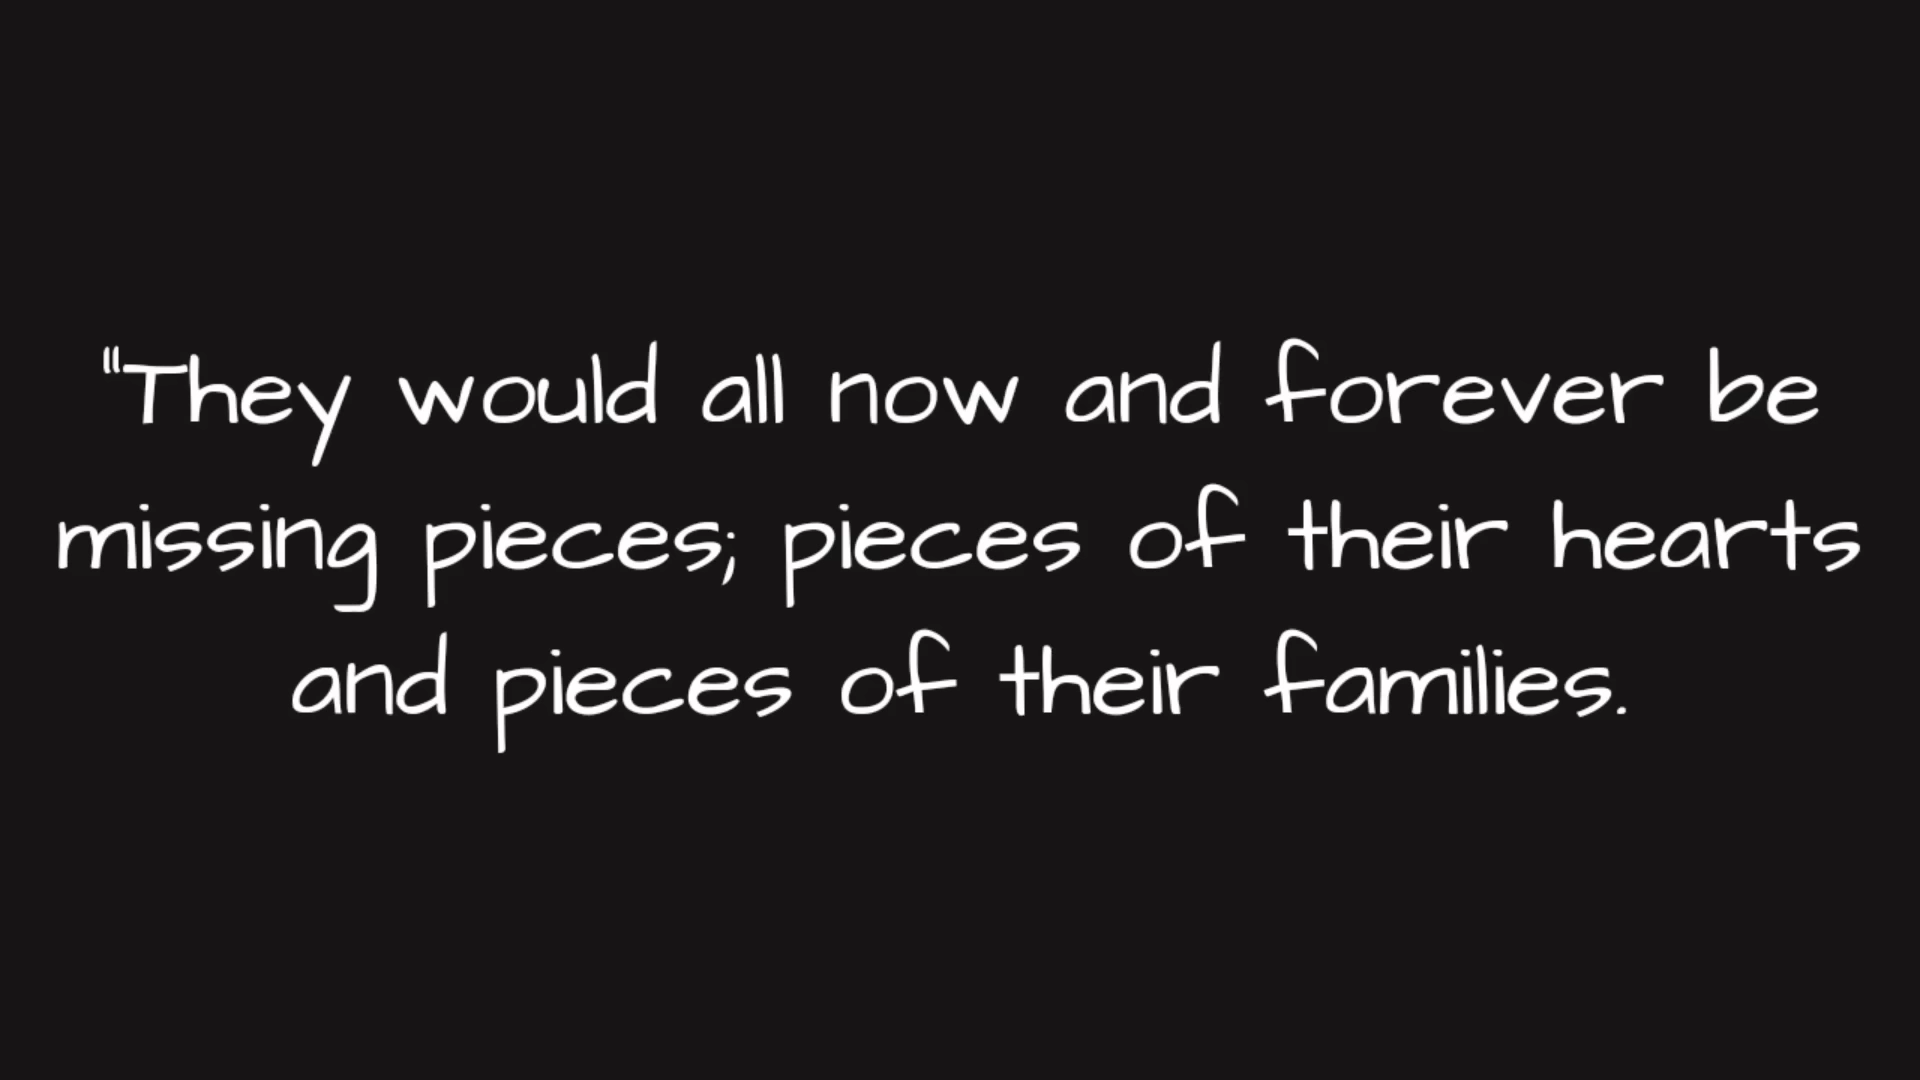 "They would all now and forever be
missing pieces; pieces of their hearts
and pieces of their families.